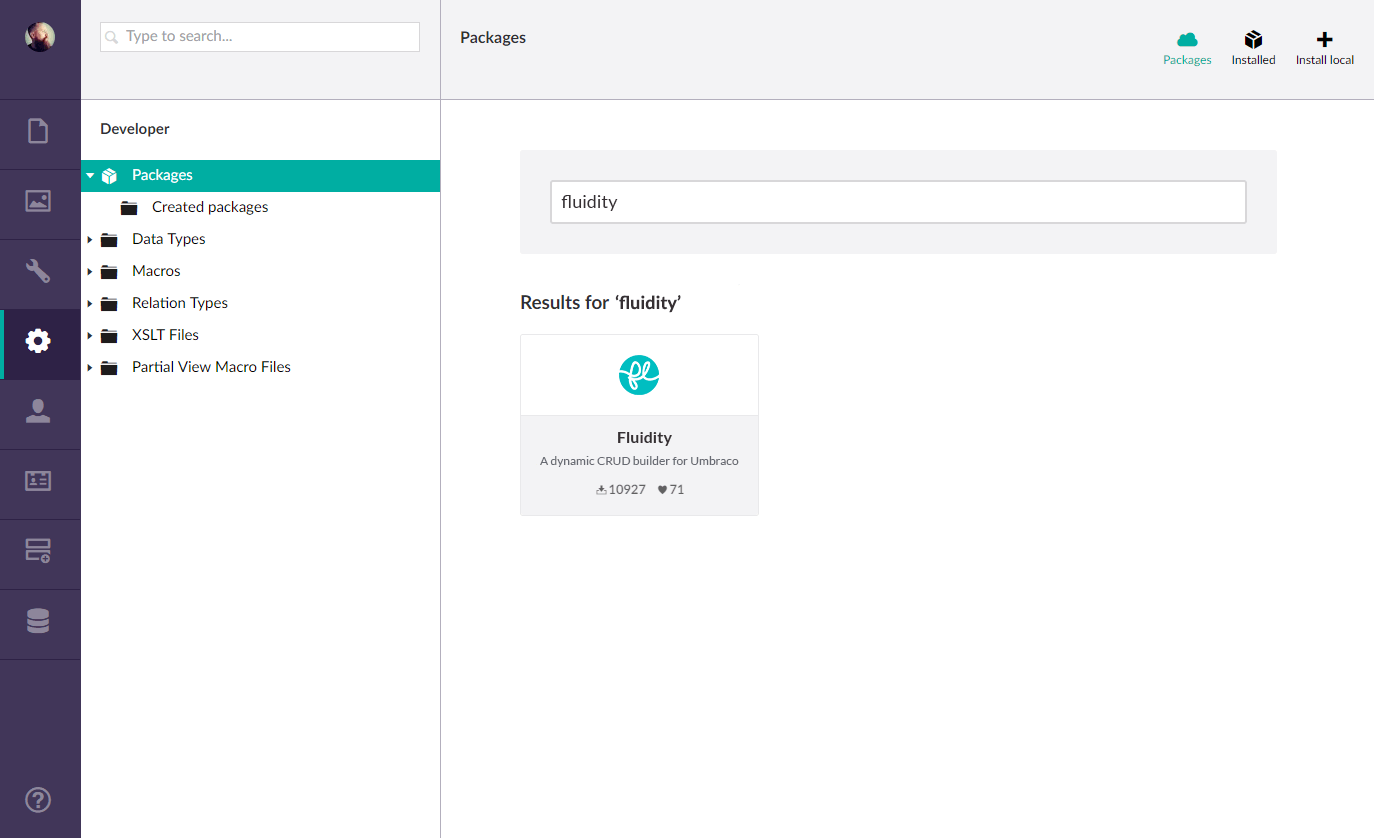 Type to search...
Packages
Packages
Installed
Install local
Developer
Packages
Created packages
Data Types
Macros
Relation Types
XSLT Files
Partial View Macro Files
fluidity
Results for ‘fluidity’
fl
Fluidity
A dynamic CRUD builder for Umbraco
10927 71
?